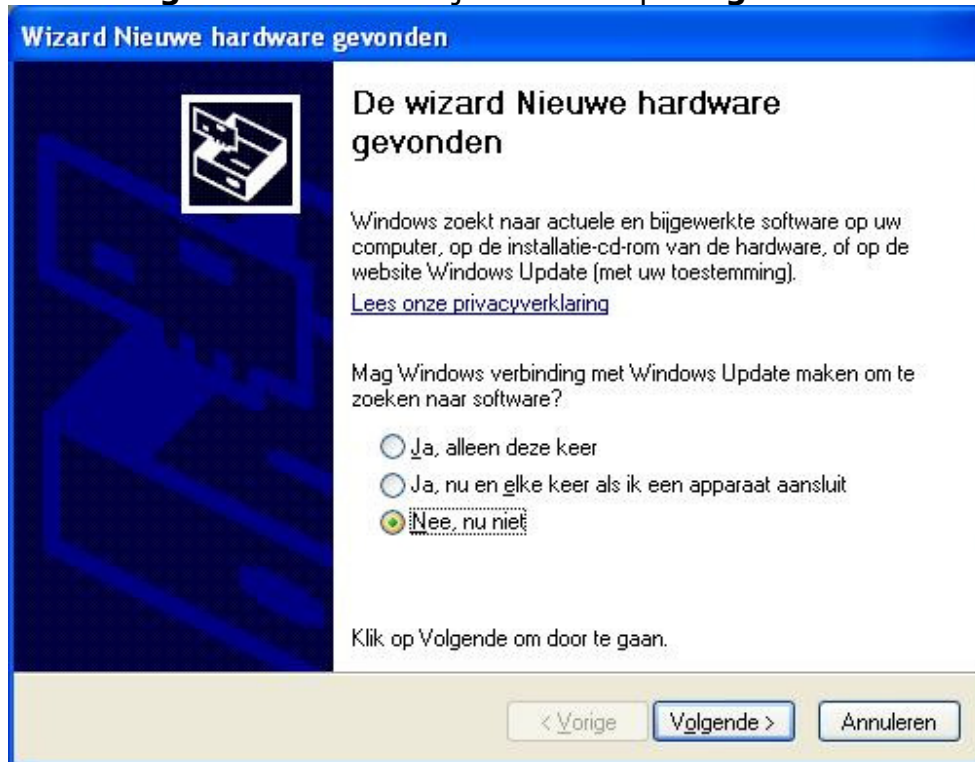 Wizard Nieuwe hardware gevonden
De wizard Nieuwe hardware
gevonden
Windows zoekt naar actuele en bijgewerkte software op uw
computer, op de installatie-cd-rom van de hardware, of op de
website Windows Update (met uw toestemming).
Lees onze privacyverklaring
Mag Windows verbinding met Windows Update maken om te
zoeken naar software?
Ja, alleen deze keer
Ja, nu en elke keer als ik een apparaat aansluit
Nee, nu niet
Klik op Volgende om door te gaan.
< Vorige
Volgende >
Annuleren